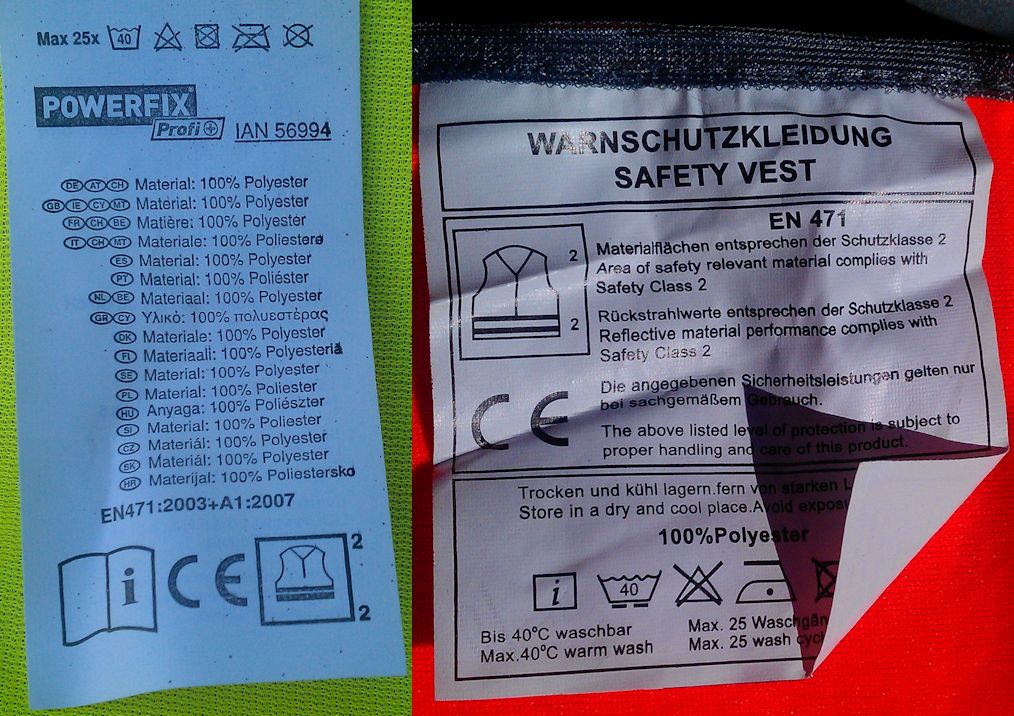 Max 25x 40
POWERFIX
Profi+ IAN 56994
DE AT CH Material: 100% Polyester
GB IE CY MT Material: 100% Polyester
FR CH BE Matière: 100% Polyester
IT CH MT Materiale: 100% Poliestere
ES Material: 100% Polyester
PT Material: 100% Poliéster
NL BE Materiaal: 100% Polyester
GR CY Υλικό: 100% πολυεστέρας
DK Materiale: 100% Polyester
FI Materiaali: 100% Polyesteriä
SE Material: 100% Polyester
PL Materiał: 100% Poliester
HU Anyaga: 100% Poliészter
SI Material: 100% Poliester
CZ Materiál: 100% Polyester
SK Materiál: 100% Polyester
HR Materijal: 100% Poliestersko
EN471:2003+A1:2007
i CE 2
2
WARNSCHUTZKLEIDUNG
SAFETY VEST
EN 471
2
2
Materialflächen entsprechen der Schutzklasse 2
Area of safety relevant material complies with
Safety Class 2
Rückstrahlwerte entsprechen der Schutzklasse 2
Reflective material performance complies with
Safety Class 2
CE
Die angegebenen Sicherheitsleistungen gelten nur
bei sachgemäßem Gebrauch.
The above listed level of protection is subject to
proper handling and care of this product.
Trocken und kühl lagern.fern von starken
Store in a dry and cool place.Avoid
100%Polyester
i 40
Bis 40°C waschbar
Max.40°C warm wash
Max. 25
Max. 25 wash